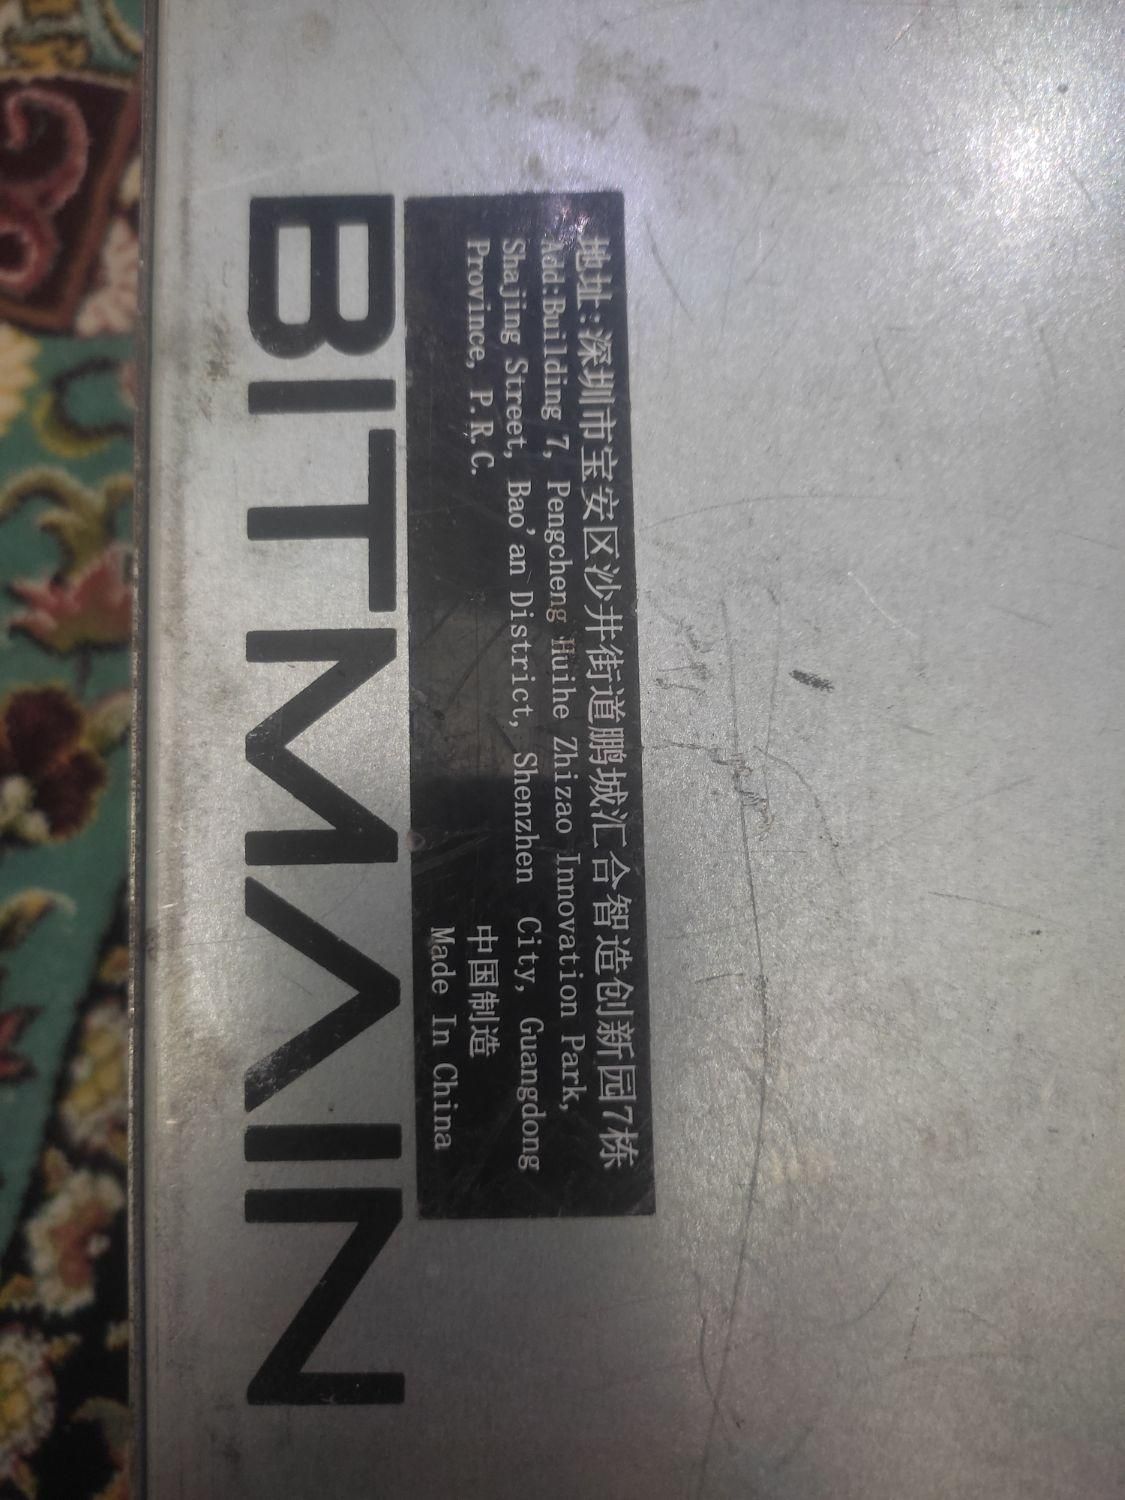 地址:深圳市宝安区沙井街道鹏城汇合智造创新园7栋
Add:Building 7, Pengcheng Huihe Zhizao Innovation Park,
Shajing Street, Bao'an District, Shenzhen City, Guangdong
Province, P.R.C.
中国制造
Made In China
BITMAIN